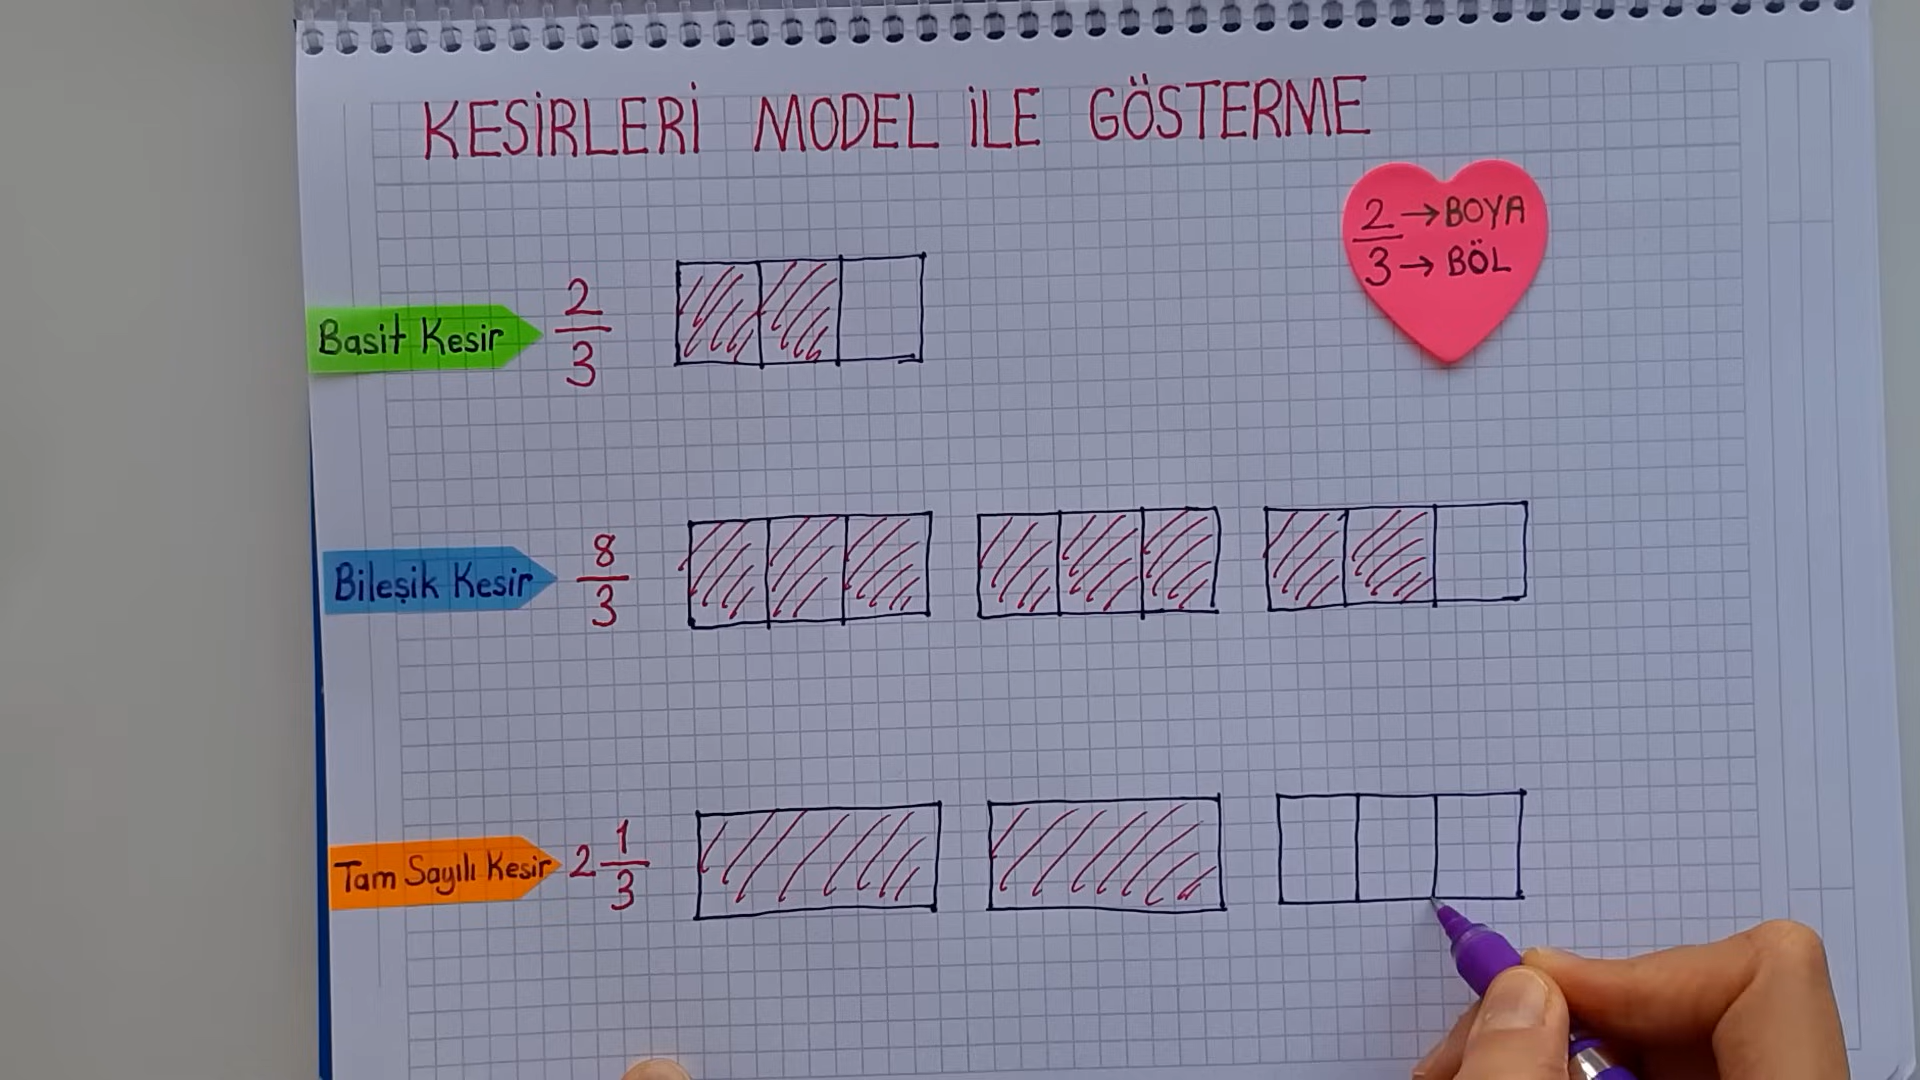 KESİRLERİ MODEL İLE GÖSTERME
2 → BOYA
3 → BÖL
Basit Kesir 2/3
Bileşik Kesir 8/3
Tam Sayılı Kesir 2 1/3